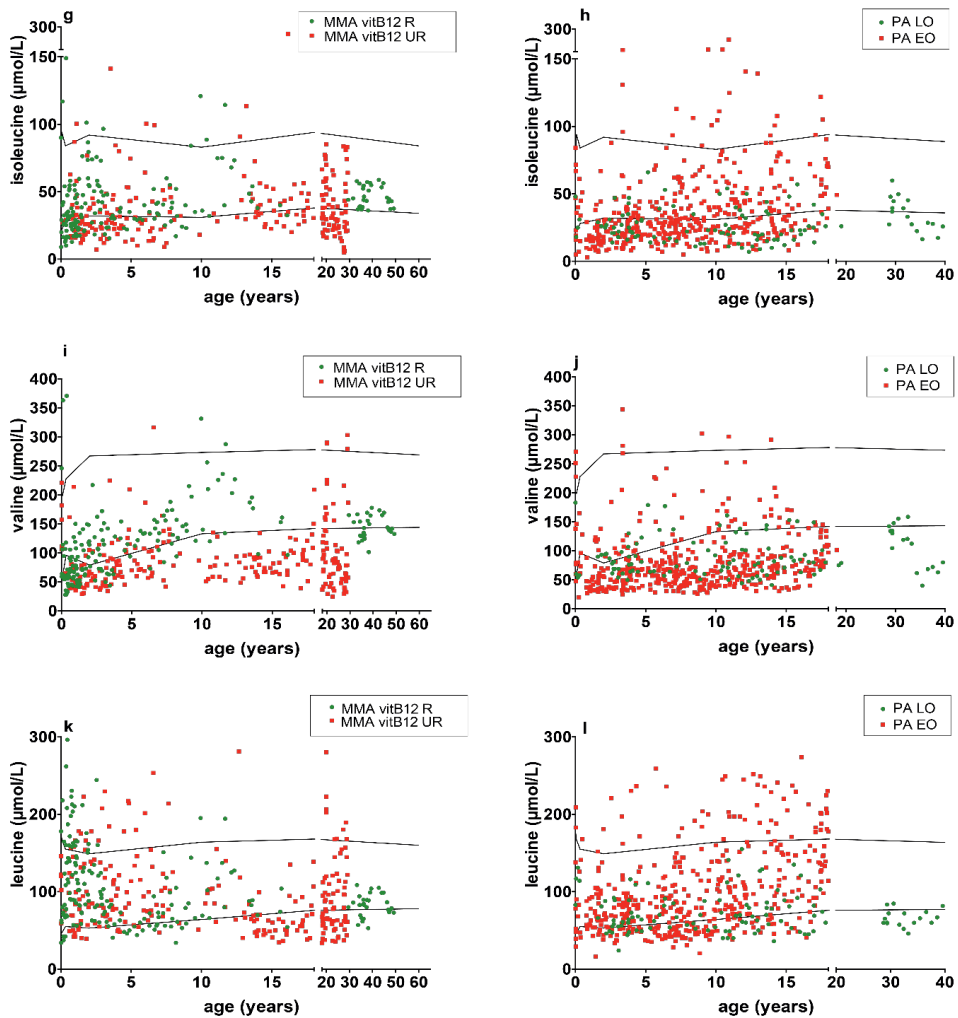 g
MMA vitB12 R
MMA vitB12 UR
isoleucine (µmol/L)
300
150
100
50
0
0
5
10
15
20
30
40
50
60
age (years)
h
PA LO
PA EO
isoleucine (µmol/L)
300
150
100
50
0
0
5
10
15
20
30
40
age (years)
i
MMA vitB12 R
MMA vitB12 UR
valine (µmol/L)
400
350
300
250
200
150
100
50
0
0
5
10
15
20
30
40
50
60
age (years)
j
PA LO
PA EO
valine (µmol/L)
400
350
300
250
200
150
100
50
0
0
5
10
15
20
30
40
age (years)
k
MMA vitB12 R
MMA vitB12 UR
leucine (µmol/L)
300
200
100
0
0
5
10
15
20
30
40
50
60
age (years)
l
PA LO
PA EO
leucine (µmol/L)
300
200
100
0
0
5
10
15
20
30
40
age (years)